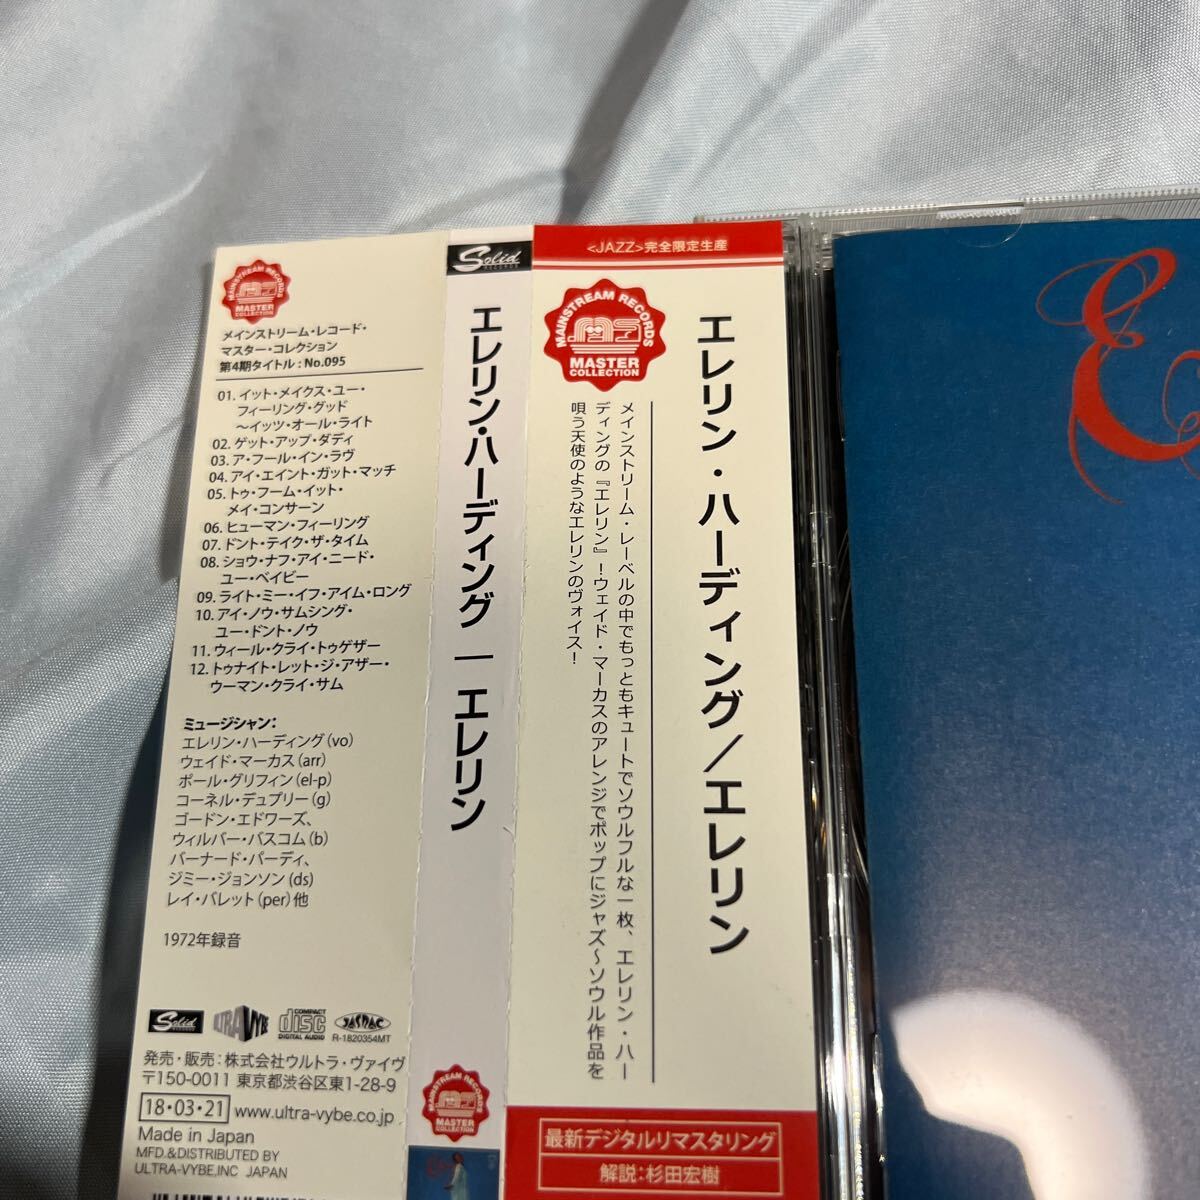 MAINSTREAM RECORDS
MASTER
COLLECTION
メインストリーム・レコード・
マスター・コレクション
第4期タイトル:No.095
01. イット・メイクス・ユー・
フィーリング・グッド
～イッツ・オール・ライト
02. ゲット・アップ・ダディ
03. ア・フール・イン・ラヴ
04. アイ・エイント・ガット・マッチ
05. トゥ・フーム・イット・
メイ・コンサーン
06. ヒューマン・フィーリング
07. ドント・テイク・ザ・タイム
08. ショウ・ナフ・アイ・ニード・
ユー・ベイビー
09. ライト・ミー・イフ・アイム・ロング
10. アイ・ノウ・サムシング・
ユー・ドント・ノウ
11. ウィール・クライ・トゥゲザー
12. トゥナイト・レット・ジ・アザー・
ウーマン・クライ・サム
ミュージシャン:
エレリン・ハーディング(vo)
ウェイド・マーカス(arr)
ポール・グリフィン(el-p)
コーネル・デュプリー(g)
ゴードン・エドワーズ、
ウィルバー・バスコム(b)
バーナード・パーディ、
ジミー・ジョンソン(ds)
レイ・バレット(per)他
1972年録音
Solid
RECORDS
ULTRA-VYBE
COMPACT
disc
DIGITAL AUDIO
JASRAC
R-1820354MT
発売・販売:株式会社ウルトラ・ヴァイヴ
〒150-0011 東京都渋谷区東1-28-9
18・03・21 www.ultra-vybe.co.jp
Made in Japan
MFD.&DISTRIBUTED BY
ULTRA-VYBE,INC JAPAN
Solid
RECORDS
エレリン・ハーディング｜エレリン
MAINSTREAM RECORDS
MASTER
COLLECTION
<JAZZ>完全限定生産
MAINSTREAM RECORDS
MASTER
COLLECTION
エレリン・ハーディング／エレリン
メインストリーム・レーベルの中でもっともキュートでソウルフルな一枚、エレリン・ハー
ディングの『エレリン』！ウェイド・マーカスのアレンジでポップにジャズ～ソウル作品を
唄う天使のようなエレリンのヴォイス！
最新デジタルリマスタリング
解説:杉田宏樹